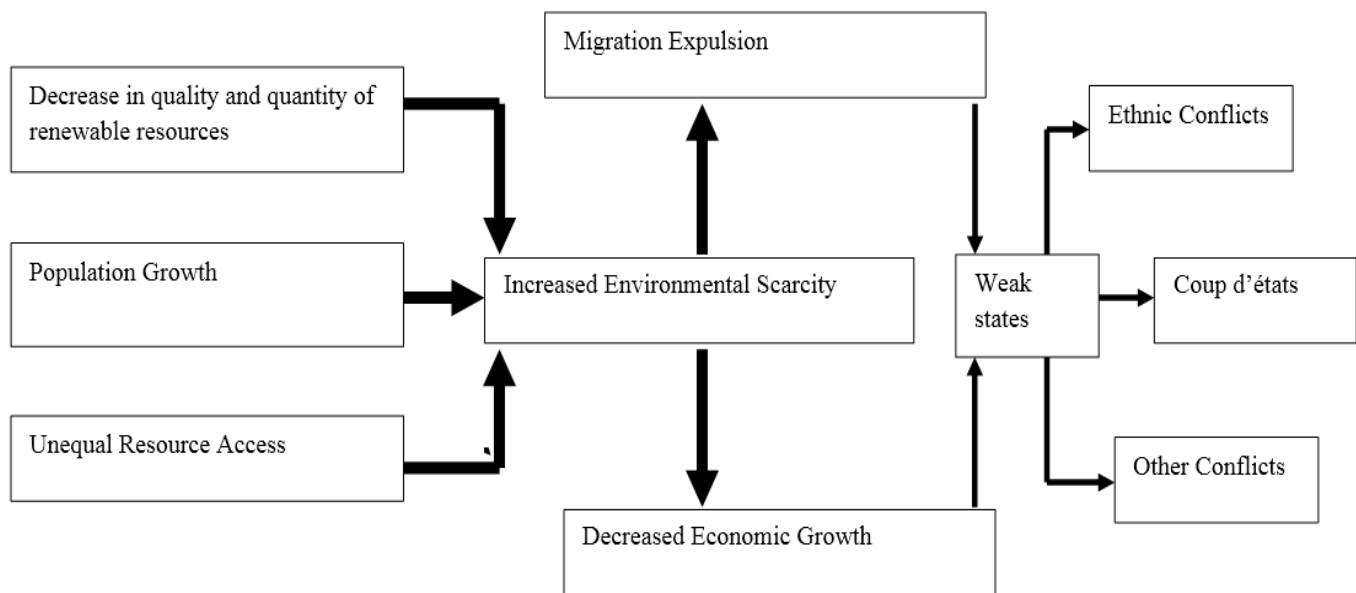 Migration Expulsion
Decrease in quality and quantity of
renewable resources
Ethnic Conflicts
Population Growth
Increased Environmental Scarcity
Weak
states
Coup d’états
Unequal Resource Access
Other Conflicts
Decreased Economic Growth